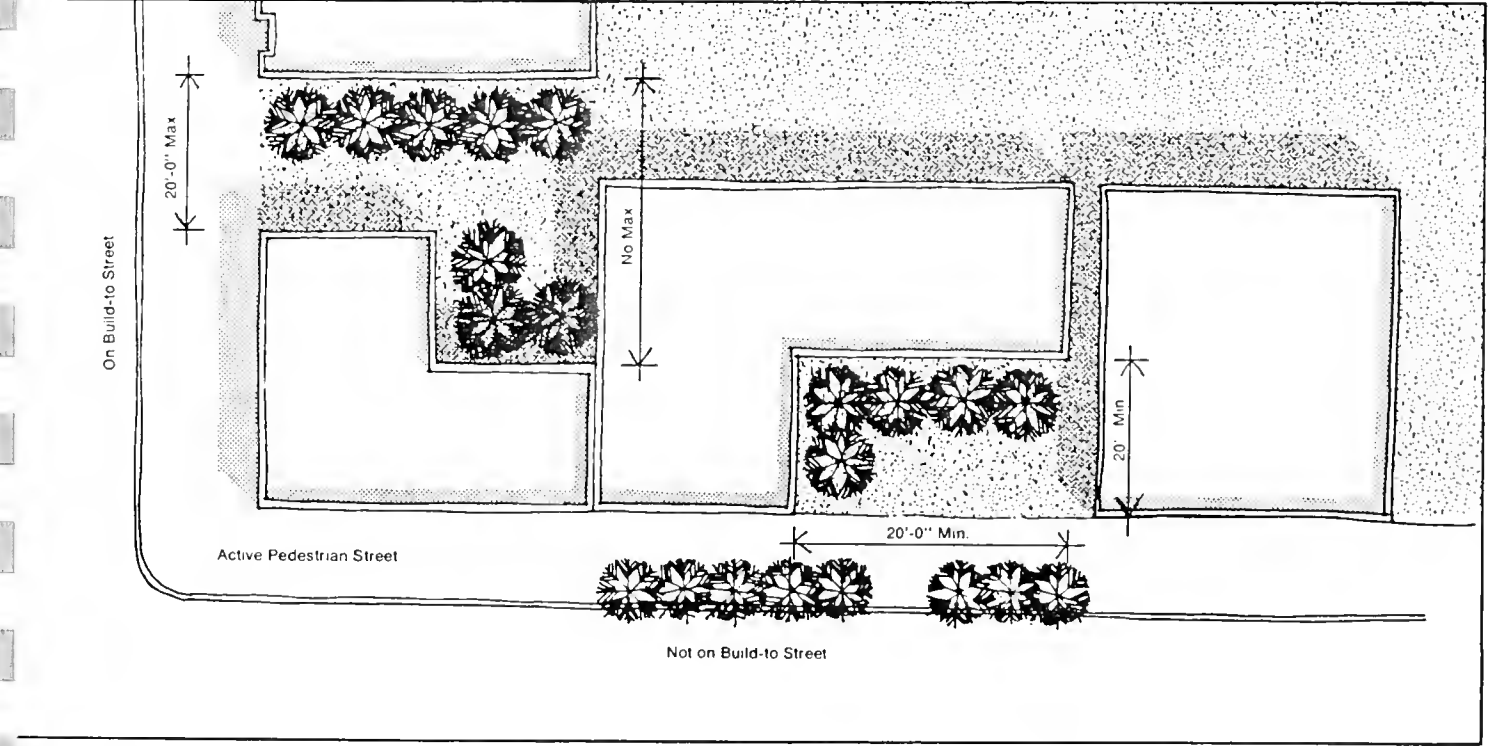 20'-0" Max
On Build-to Street
No Max
20' Min
20'-0" Min.
Active Pedestrian Street
Not on Build-to Street